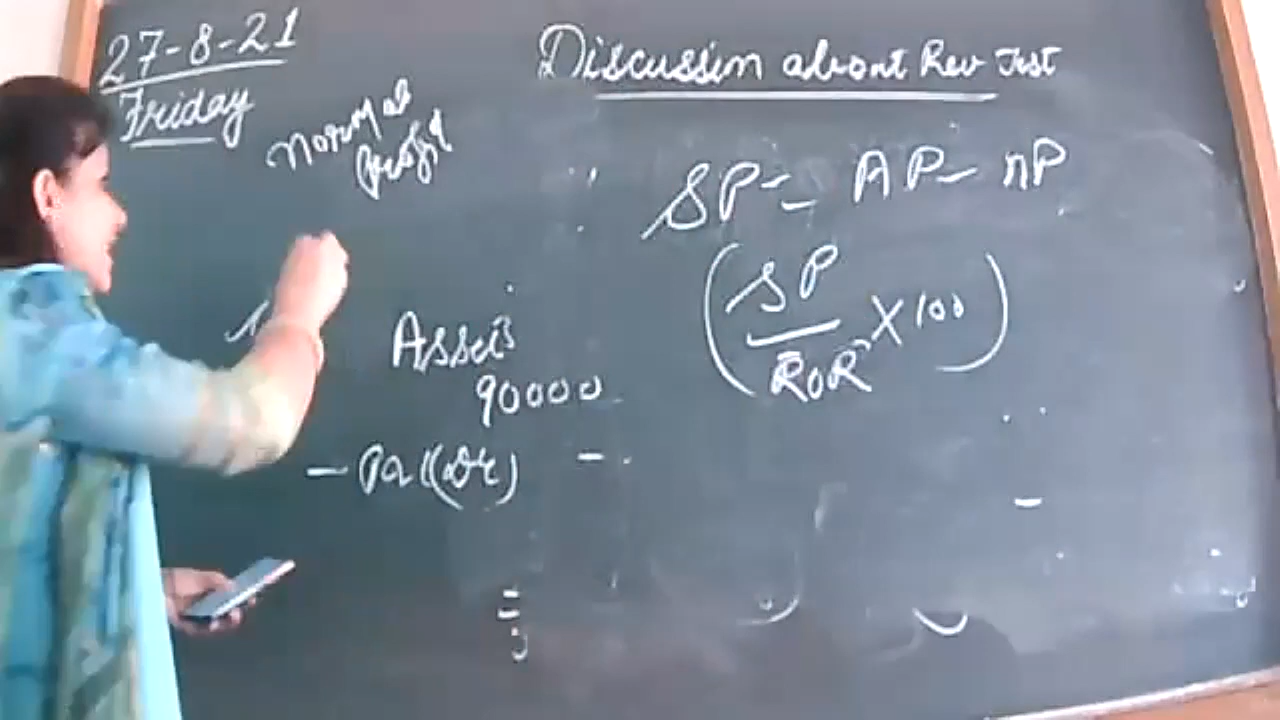 27-8-21
Friday
Discussion about Rev Test
Normal
profit
SP = AP - nP
(SP / ROR × 100)
Assets
90000
- (Dr) -